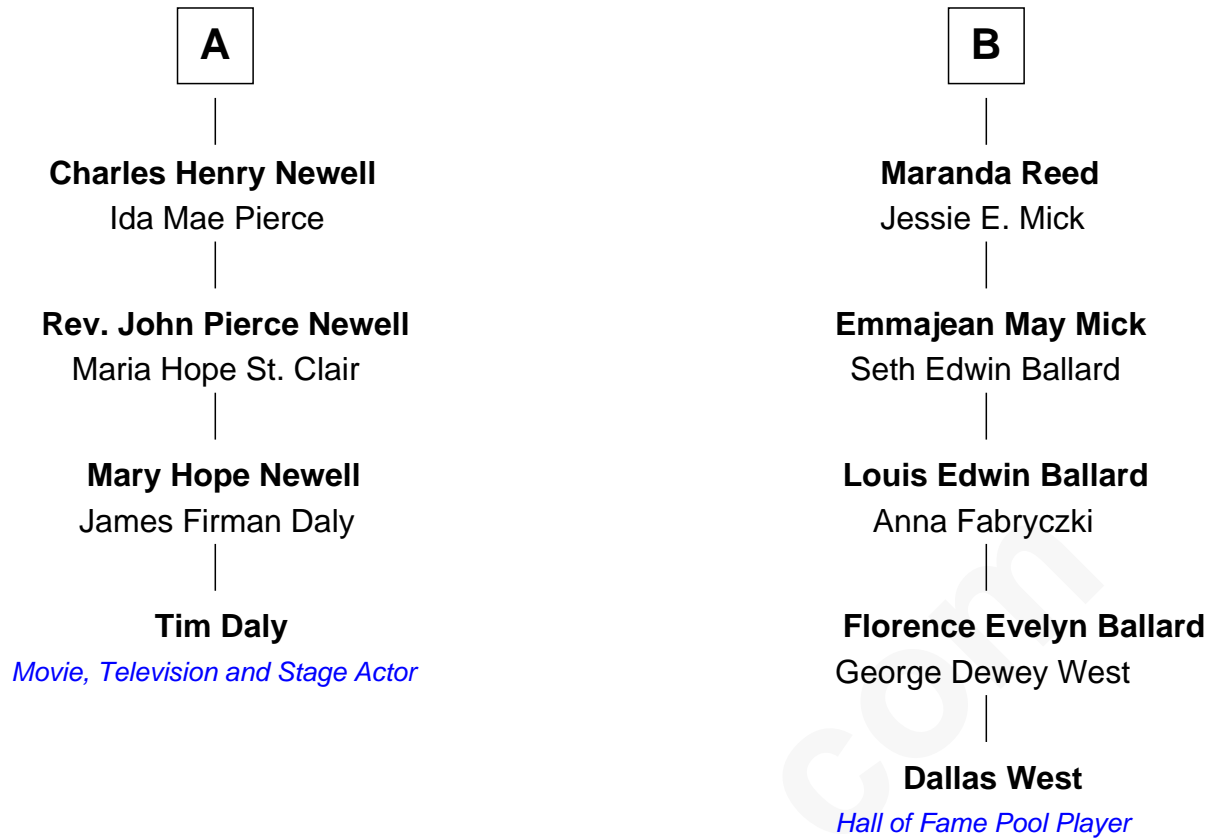 A
Charles Henry Newell
Ida Mae Pierce
Rev. John Pierce Newell
Maria Hope St. Clair
Mary Hope Newell
James Firman Daly
Tim Daly
Movie, Television and Stage Actor
B
Maranda Reed
Jessie E. Mick
Emmajean May Mick
Seth Edwin Ballard
Louis Edwin Ballard
Anna Fabryczki
Florence Evelyn Ballard
George Dewey West
Dallas West
Hall of Fame Pool Player
com